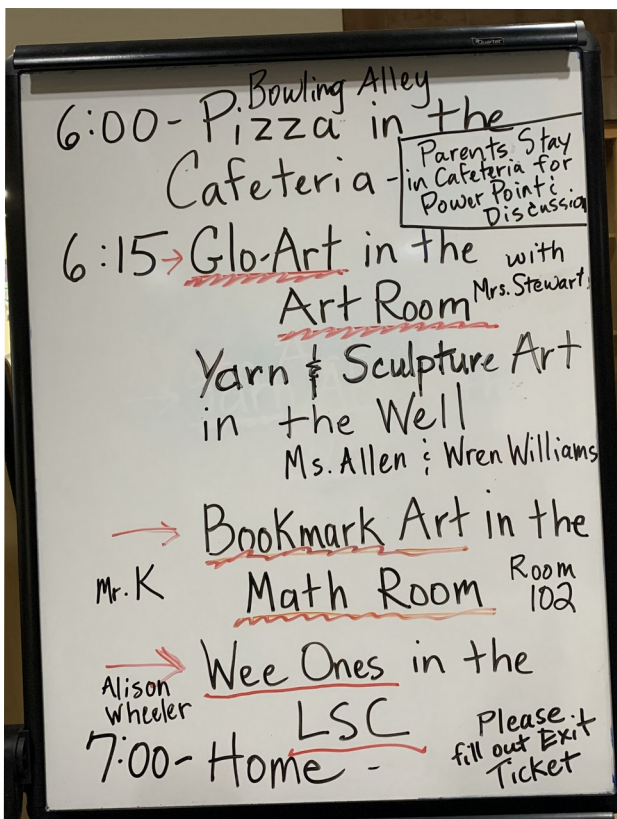 Quartet
Bowling Alley
6:00 - Pizza in the
Cafeteria -
Parents Stay
in Cafeteria for
Power Point &
Discussion
6:15 → Glo-Art in the
Art Room
with
Mrs. Stewart
Yarn & Sculpture Art
in the Well
Ms. Allen & Wren Williams
→ Bookmark Art in the
Mr. K
Math Room
Room
102
→ Wee Ones in the
Alison
Wheeler
LSC
7:00 - Home -
Please
fill out Exit
Ticket